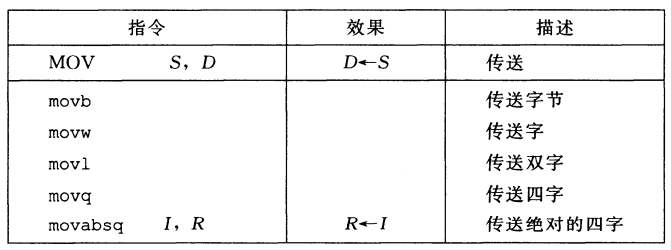 指令 效果 描述
MOV S, D D←S 传送
movb 传送字节
movw 传送字
movl 传送双字
movq 传送四字
movabsq I, R R←I 传送绝对的四字